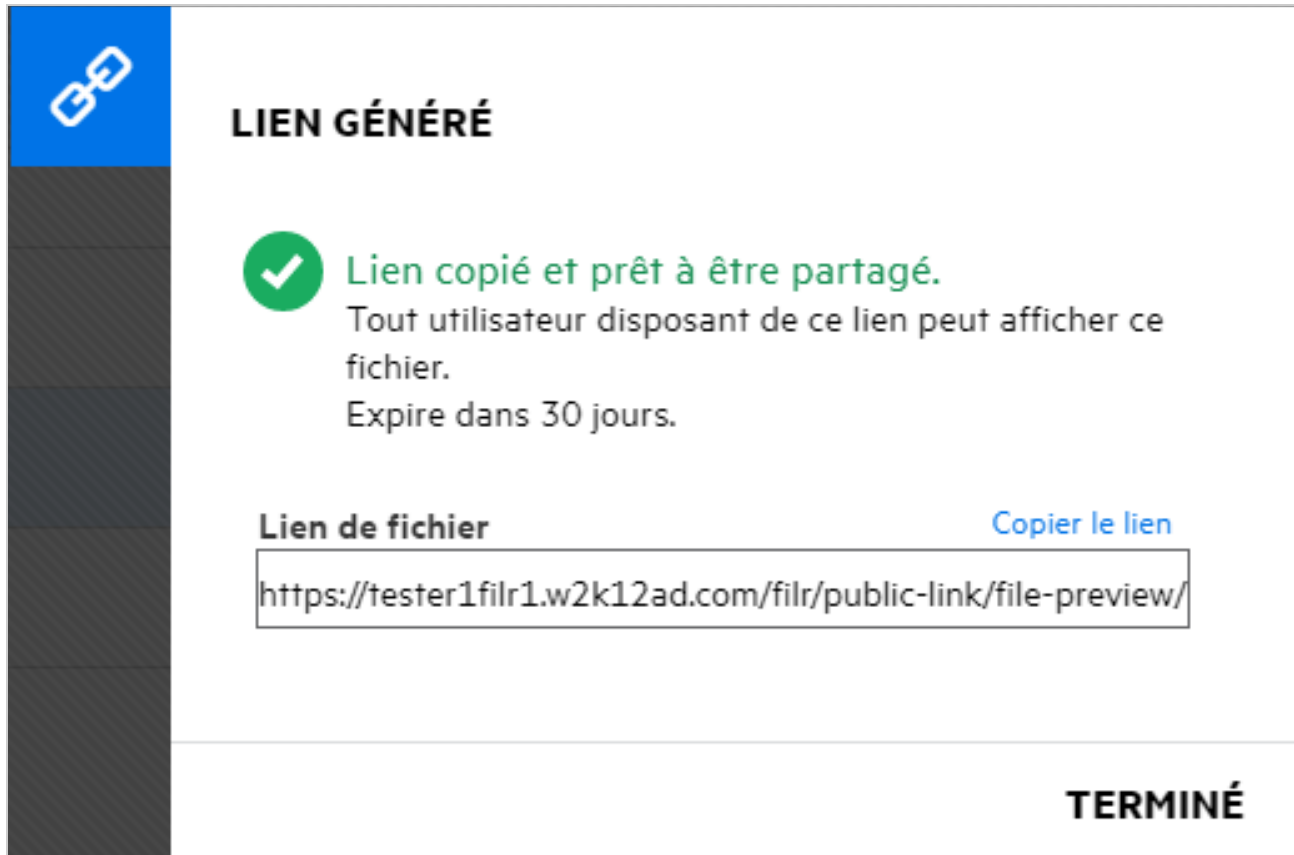 LIEN GÉNÉRÉ
Lien copié et prêt à être partagé.
Tout utilisateur disposant de ce lien peut afficher ce
fichier.
Expire dans 30 jours.
Lien de fichier
Copier le lien
https://tester1filr1.w2k12ad.com/filr/public-link/file-preview/
TERMINÉ